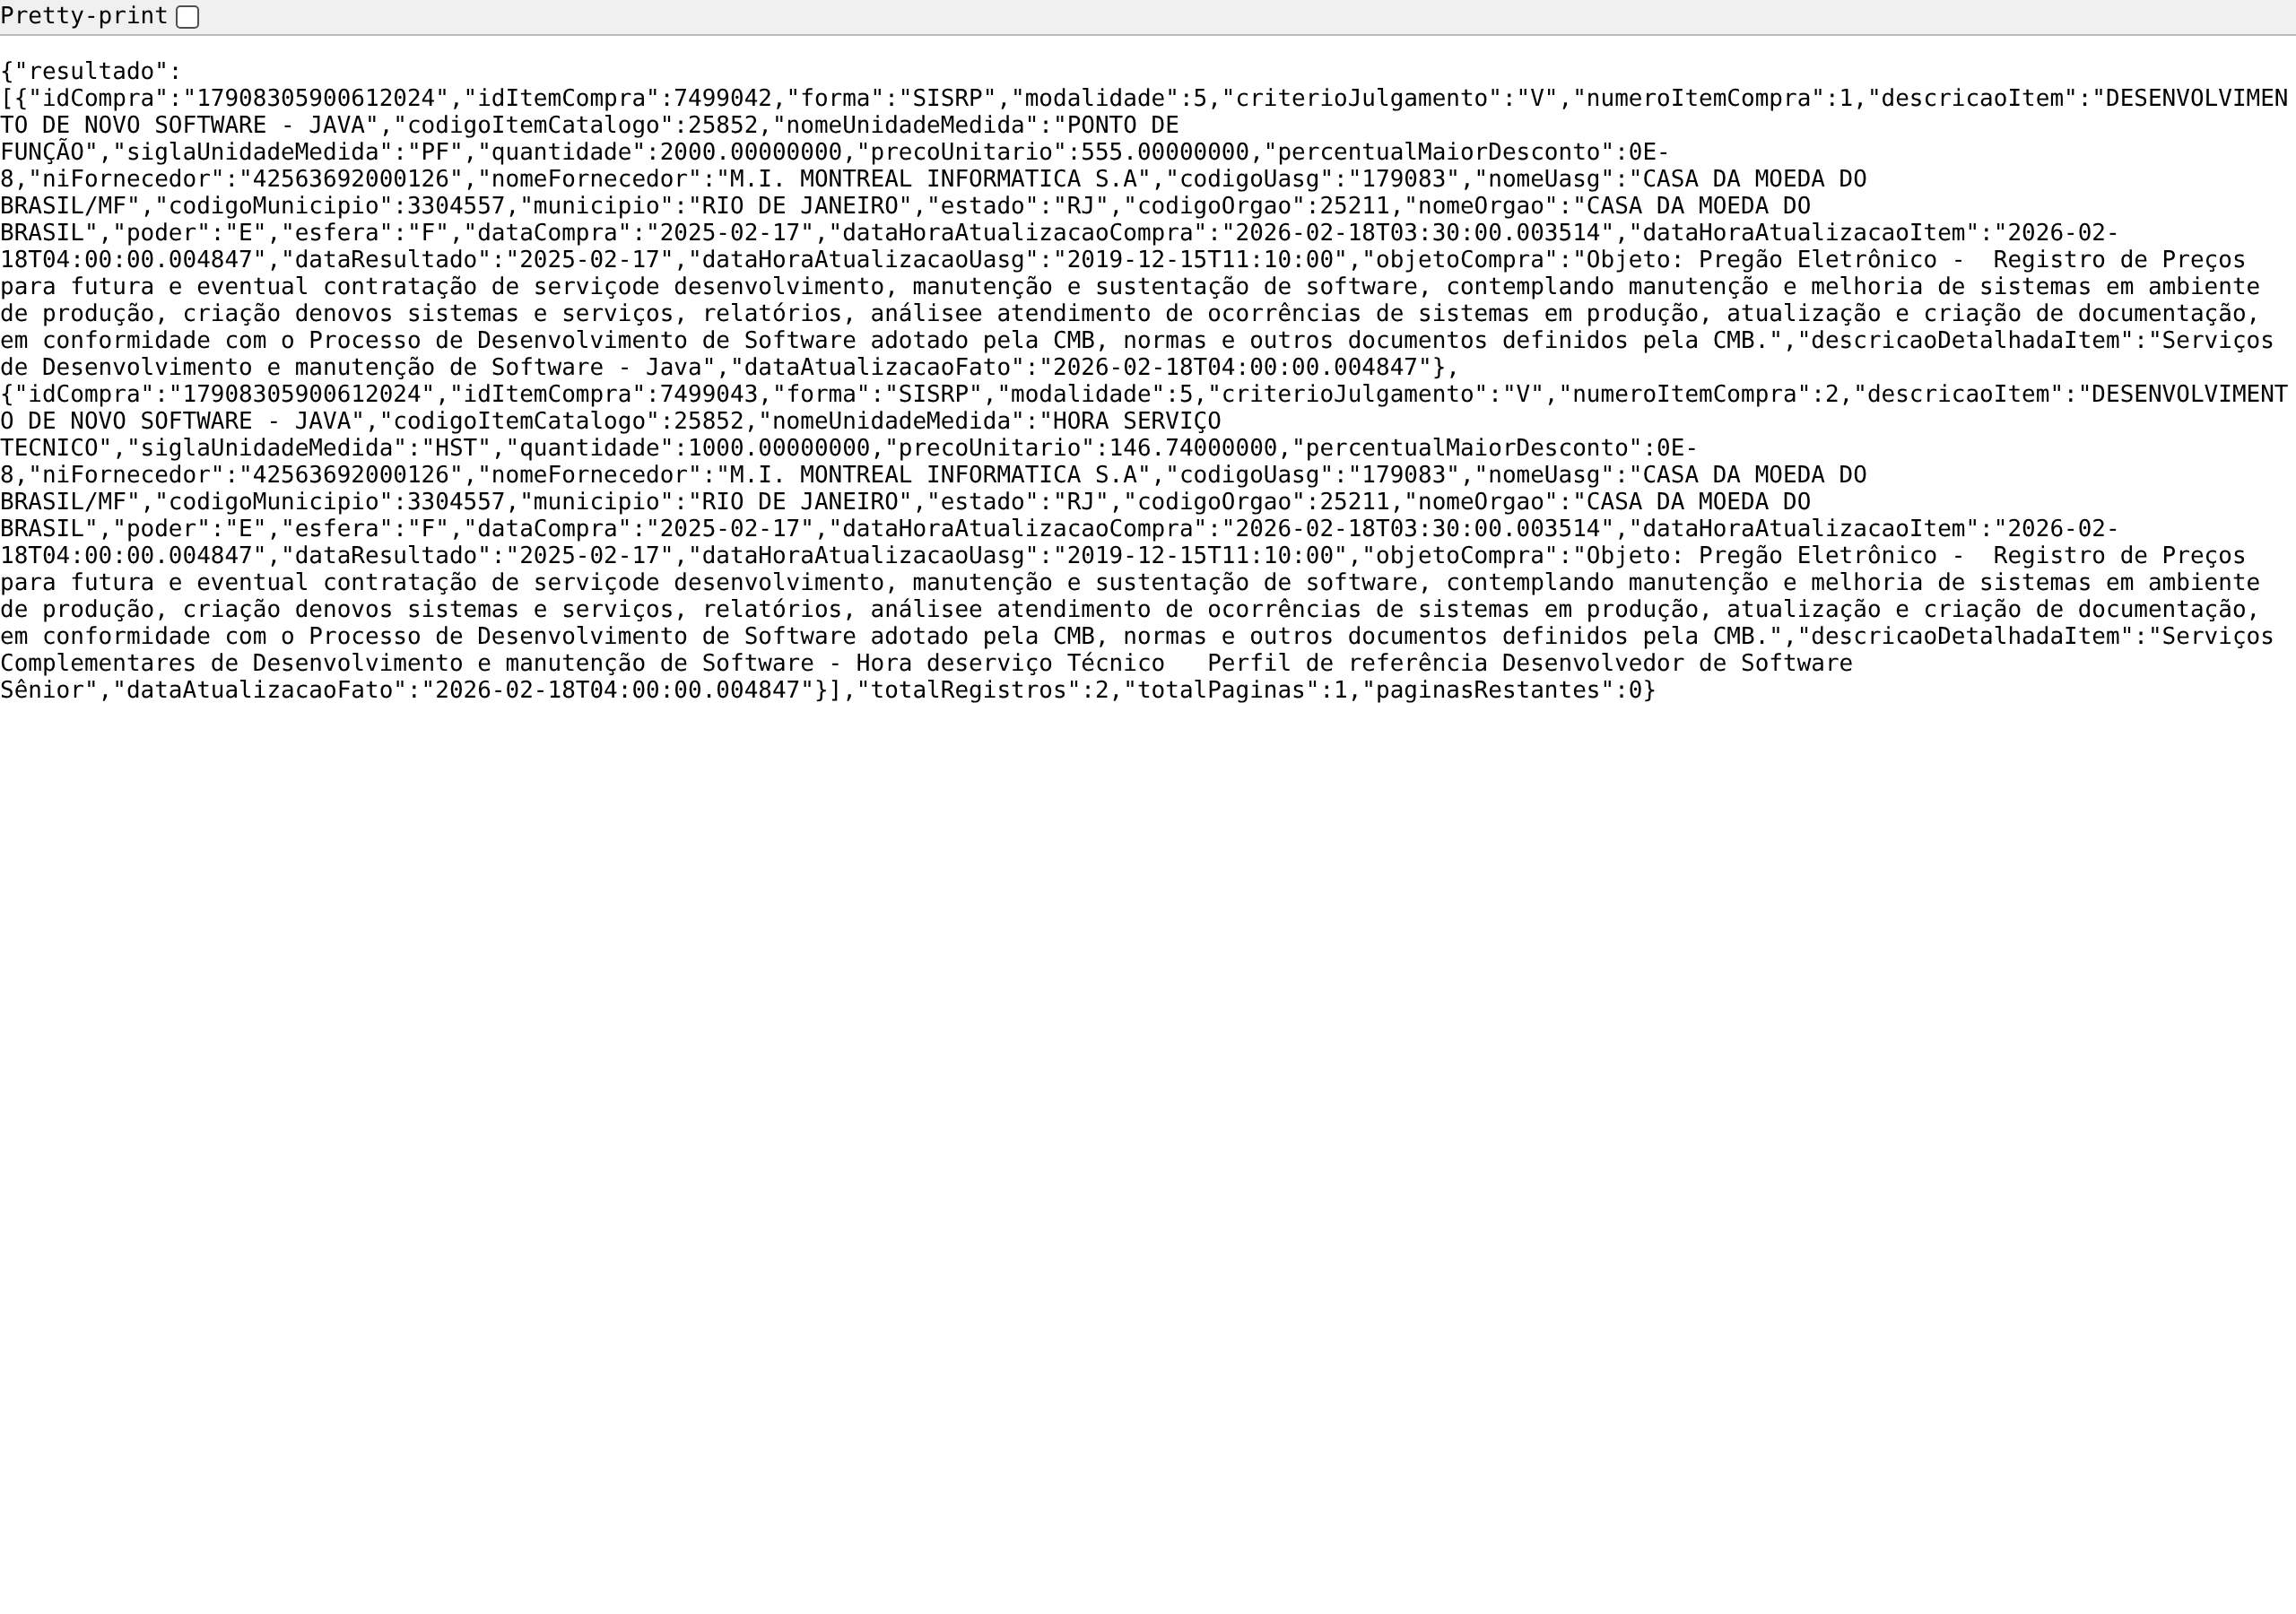 Pretty-print
{"resultado":
[{"idCompra":"17908305900612024","idItemCompra":7499042,"forma":"SISRP","modalidade":5,"criterioJulgamento":"V","numeroItemCompra":1,"descricaoItem":"DESENVOLVIMEN
TO DE NOVO SOFTWARE - JAVA","codigoItemCatalogo":25852,"nomeUnidadeMedida":"PONTO DE
FUNÇÃO","siglaUnidadeMedida":"PF","quantidade":2000.00000000,"precoUnitario":555.00000000,"percentualMaiorDesconto":0E-
8,"niFornecedor":"42563692000126","nomeFornecedor":"M.I. MONTREAL INFORMATICA S.A","codigoUasg":"179083","nomeUasg":"CASA DA MOEDA DO
BRASIL/MF","codigoMunicipio":3304557,"municipio":"RIO DE JANEIRO","estado":"RJ","codigoOrgao":25211,"nomeOrgao":"CASA DA MOEDA DO
BRASIL","poder":"E","esfera":"F","dataCompra":"2025-02-17","dataHoraAtualizacaoCompra":"2026-02-18T03:30:00.003514","dataHoraAtualizacaoItem":"2026-02-
18T04:00:00.004847","dataResultado":"2025-02-17","dataHoraAtualizacaoUasg":"2019-12-15T11:10:00","objetoCompra":"Objeto: Pregão Eletrônico -  Registro de Preços
para futura e eventual contratação de serviçode desenvolvimento, manutenção e sustentação de software, contemplando manutenção e melhoria de sistemas em ambiente
de produção, criação denovos sistemas e serviços, relatórios, análisee atendimento de ocorrências de sistemas em produção, atualização e criação de documentação,
em conformidade com o Processo de Desenvolvimento de Software adotado pela CMB, normas e outros documentos definidos pela CMB.","descricaoDetalhadaItem":"Serviços
de Desenvolvimento e manutenção de Software - Java","dataAtualizacaoFato":"2026-02-18T04:00:00.004847"},
{"idCompra":"17908305900612024","idItemCompra":7499043,"forma":"SISRP","modalidade":5,"criterioJulgamento":"V","numeroItemCompra":2,"descricaoItem":"DESENVOLVIMENT
O DE NOVO SOFTWARE - JAVA","codigoItemCatalogo":25852,"nomeUnidadeMedida":"HORA SERVIÇO
TECNICO","siglaUnidadeMedida":"HST","quantidade":1000.00000000,"precoUnitario":146.74000000,"percentualMaiorDesconto":0E-
8,"niFornecedor":"42563692000126","nomeFornecedor":"M.I. MONTREAL INFORMATICA S.A","codigoUasg":"179083","nomeUasg":"CASA DA MOEDA DO
BRASIL/MF","codigoMunicipio":3304557,"municipio":"RIO DE JANEIRO","estado":"RJ","codigoOrgao":25211,"nomeOrgao":"CASA DA MOEDA DO
BRASIL","poder":"E","esfera":"F","dataCompra":"2025-02-17","dataHoraAtualizacaoCompra":"2026-02-18T03:30:00.003514","dataHoraAtualizacaoItem":"2026-02-
18T04:00:00.004847","dataResultado":"2025-02-17","dataHoraAtualizacaoUasg":"2019-12-15T11:10:00","objetoCompra":"Objeto: Pregão Eletrônico -  Registro de Preços
para futura e eventual contratação de serviçode desenvolvimento, manutenção e sustentação de software, contemplando manutenção e melhoria de sistemas em ambiente
de produção, criação denovos sistemas e serviços, relatórios, análisee atendimento de ocorrências de sistemas em produção, atualização e criação de documentação,
em conformidade com o Processo de Desenvolvimento de Software adotado pela CMB, normas e outros documentos definidos pela CMB.","descricaoDetalhadaItem":"Serviços
Complementares de Desenvolvimento e manutenção de Software - Hora deserviço Técnico   Perfil de referência Desenvolvedor de Software
Sênior","dataAtualizacaoFato":"2026-02-18T04:00:00.004847"}],"totalRegistros":2,"totalPaginas":1,"paginasRestantes":0}